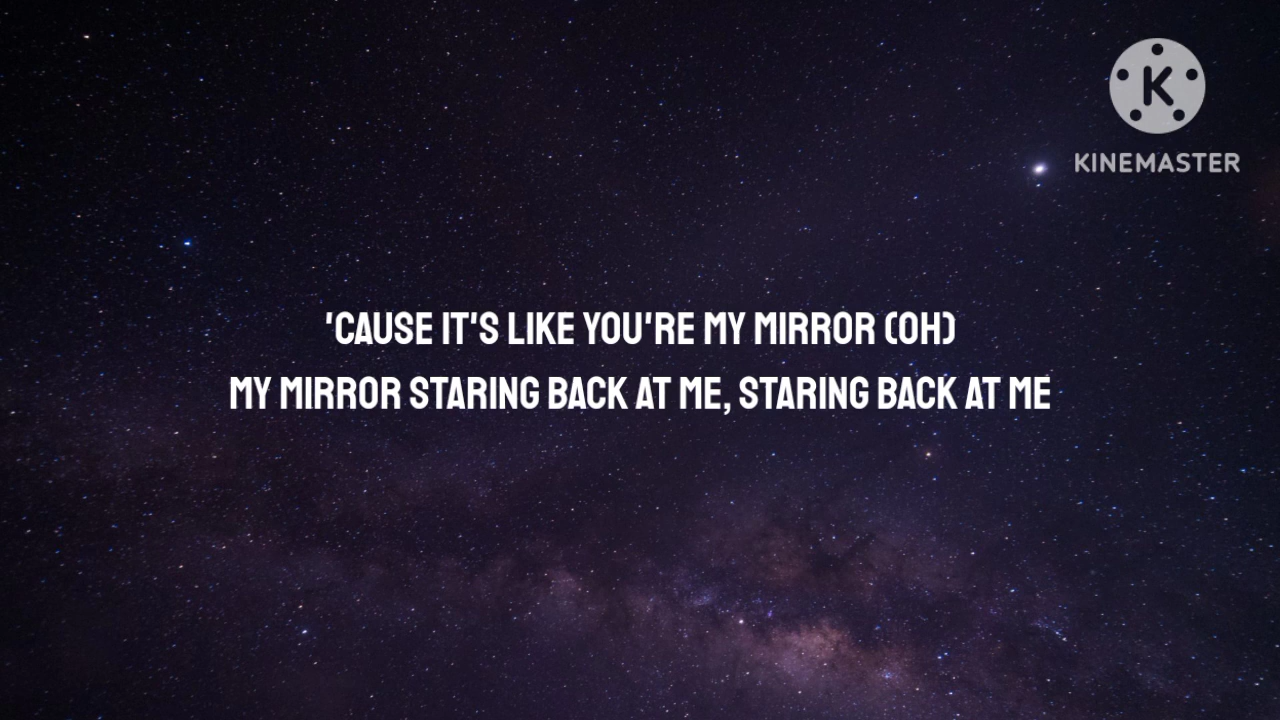 K
KINEMASTER
'CAUSE IT'S LIKE YOU'RE MY MIRROR (OH)
MY MIRROR STARING BACK AT ME, STARING BACK AT ME